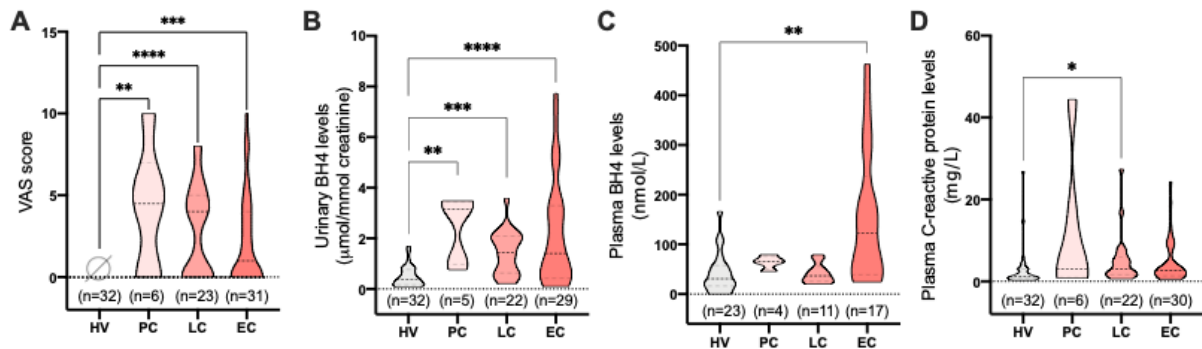 A
VAS score
15
10
5
0
***
****
**
(n=32) (n=6) (n=23) (n=31)
HV PC LC EC
B
Urinary BH4 levels
(µmol/mmol creatinine)
10
8
6
4
2
0
****
***
**
(n=32) (n=5) (n=22) (n=29)
HV PC LC EC
C
Plasma BH4 levels
(nmol/L)
500
400
300
200
100
0
**
(n=23) (n=4) (n=11) (n=17)
HV PC LC EC
D
Plasma C-reactive protein levels
(mg/L)
60
40
20
0
*
(n=32) (n=6) (n=22) (n=30)
HV PC LC EC